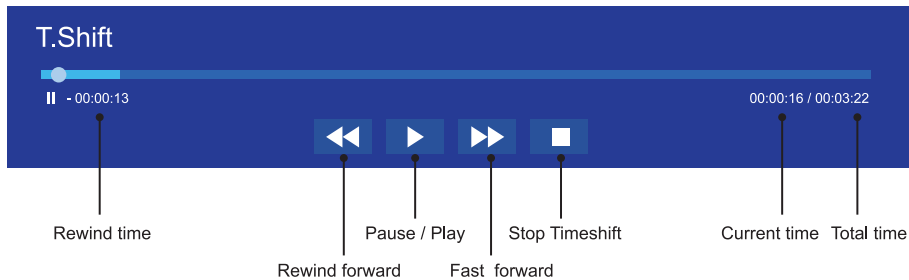 T.Shift
- 00:00:13 00:00:16 / 00:03:22
Rewind time Pause / Play Stop Timeshift Current time Total time
Rewind forward Fast forward